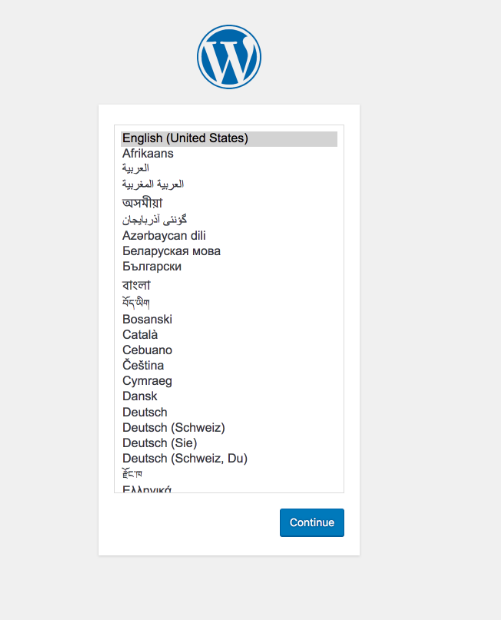 English (United States)
Afrikaans
العربية
العربية المغربية
অসমীয়া
گؤنئی آذربایجان
Azərbaycan dili
Беларуская мова
Български
বাংলা
བོད་ཡིག
Bosanski
Català
Cebuano
Čeština
Cymraeg
Dansk
Deutsch
Deutsch (Schweiz)
Deutsch (Sie)
Deutsch (Schweiz, Du)
རྫོང་ཁ
Ελληνικά
Continue